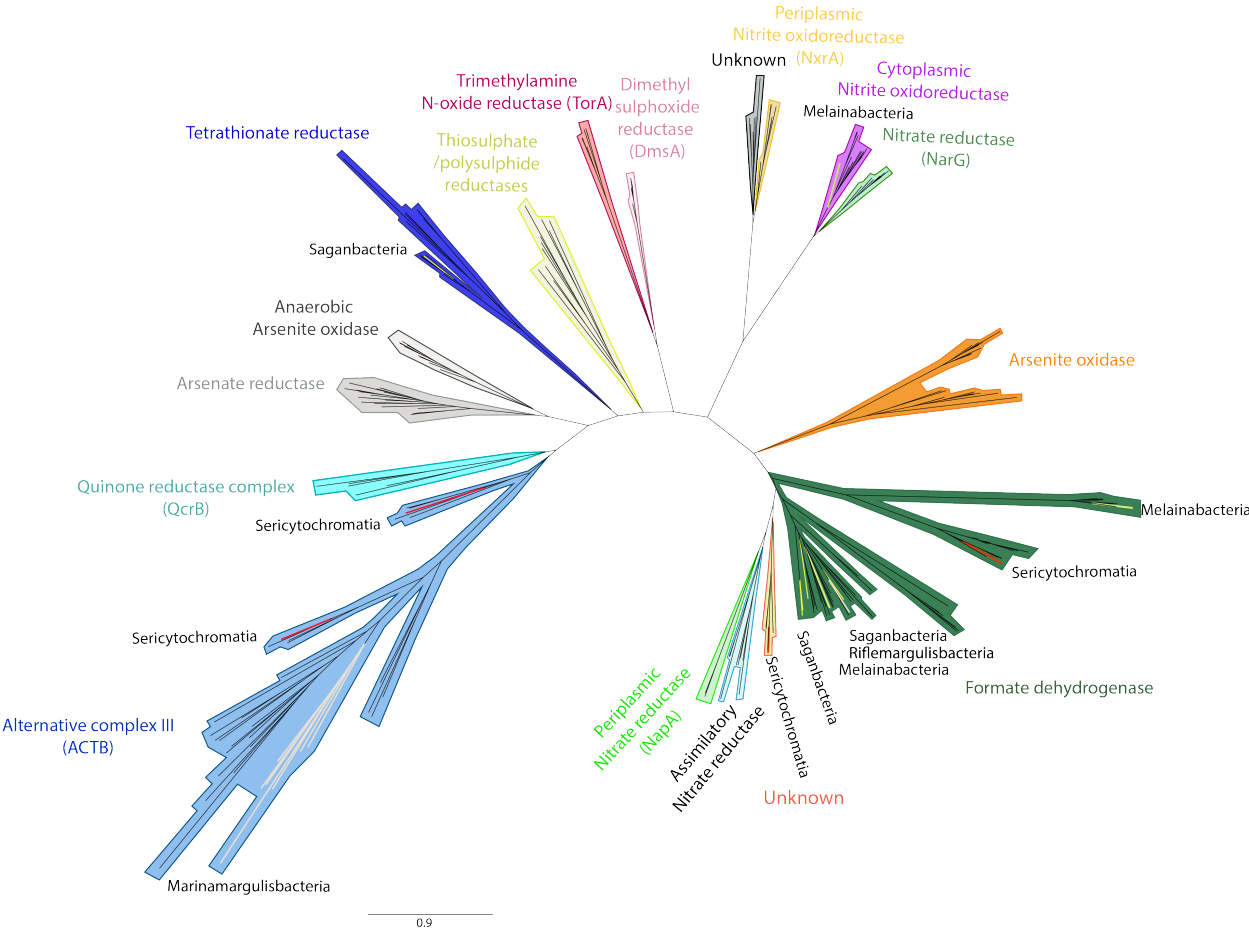 Periplasmic
Nitrite oxidoreductase
(NxrA)
Unknown
Cytoplasmic
Nitrite oxidoreductase
Melainabacteria
Nitrate reductase
(NarG)
Trimethylamine
N-oxide reductase (TorA)
Dimethyl
sulphoxide
reductase
(DmsA)
Tetrathionate reductase
Thiosulphate
/polysulphide
reductases
Saganbacteria
Anaerobic
Arsenite oxidase
Arsenate reductase
Arsenite oxidase
Quinone reductase complex
(QcrB)
Sericytochromatia
Melainabacteria
Sericytochromatia
Sericytochromatia
Saganbacteria
Riflemargulisbacteria
Melainabacteria
Formate dehydrogenase
Saganbacteria
Sericytochromatia
Unknown
Periplasmic
Nitrate reductase
(NapA)
Assimilatory
Nitrate reductase
Alternative complex III
(ACTB)
Marinamargulisbacteria
0.9